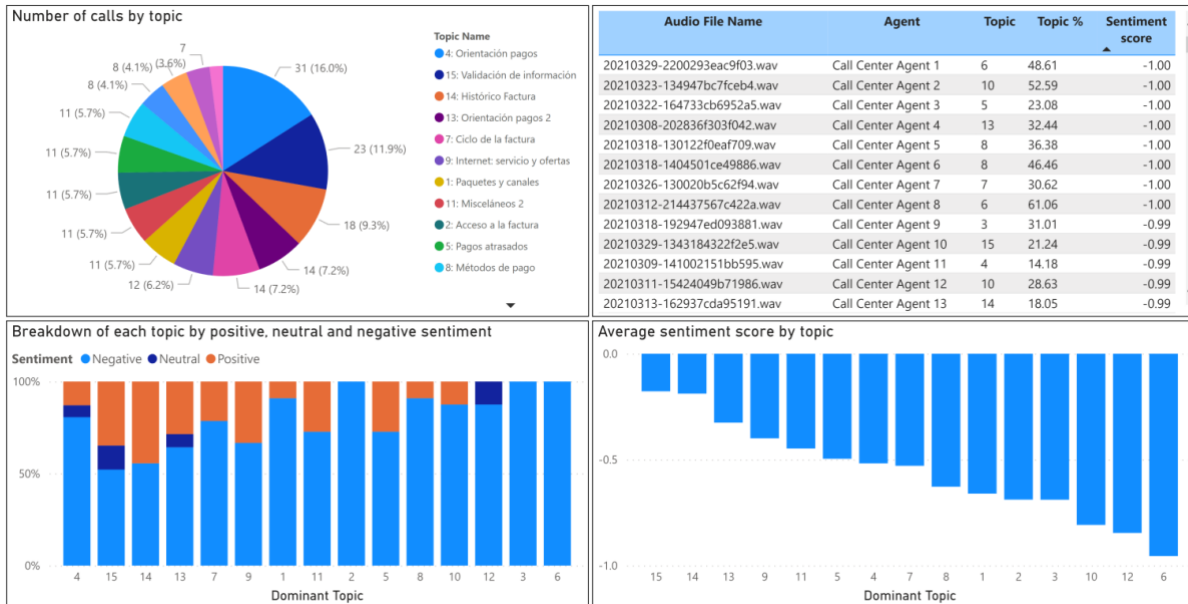 Number of calls by topic
7
8 (4.1%)
(3.6%)
8 (4.1%)
11 (5.7%)
11 (5.7%)
11 (5.7%)
11 (5.7%)
11 (5.7%)
12 (6.2%)
14 (7.2%)
14 (7.2%)
18 (9.3%)
23 (11.9%)
31 (16.0%)
Topic Name
4: Orientación pagos
15: Validación de información
14: Histórico Factura
13: Orientación pagos 2
7: Ciclo de la factura
9: Internet: servicio y ofertas
1: Paquetes y canales
11: Misceláneos 2
2: Acceso a la factura
5: Pagos atrasados
8: Métodos de pago
Audio File Name Agent Topic Topic % Sentiment score
20210329-2200293eac9f03.wav Call Center Agent 1 6 48.61 -1.00
20210323-134947bc7fceb4.wav Call Center Agent 2 10 52.59 -1.00
20210322-164733cb6952a5.wav Call Center Agent 3 5 23.08 -1.00
20210308-202836f303f042.wav Call Center Agent 4 13 32.44 -1.00
20210318-130122f0eaf709.wav Call Center Agent 5 8 36.38 -1.00
20210318-1404501ce49886.wav Call Center Agent 6 8 46.46 -1.00
20210326-130020b5c62f94.wav Call Center Agent 7 7 30.62 -1.00
20210312-214437567c422a.wav Call Center Agent 8 6 61.06 -1.00
20210318-192947ed093881.wav Call Center Agent 9 3 31.01 -0.99
20210329-1343184322f2e5.wav Call Center Agent 10 15 21.24 -0.99
20210309-141002151bb595.wav Call Center Agent 11 4 14.18 -0.99
20210311-15424049b71986.wav Call Center Agent 12 10 28.63 -0.99
20210313-162937cda95191.wav Call Center Agent 13 14 18.05 -0.99
Breakdown of each topic by positive, neutral and negative sentiment
Sentiment Negative Neutral Positive
100%
50%
0%
4 15 14 13 7 9 1 11 2 5 8 10 12 3 6
Dominant Topic
Average sentiment score by topic
0.0
-0.5
-1.0
15 14 13 9 11 5 4 7 8 1 2 3 10 12 6
Dominant Topic